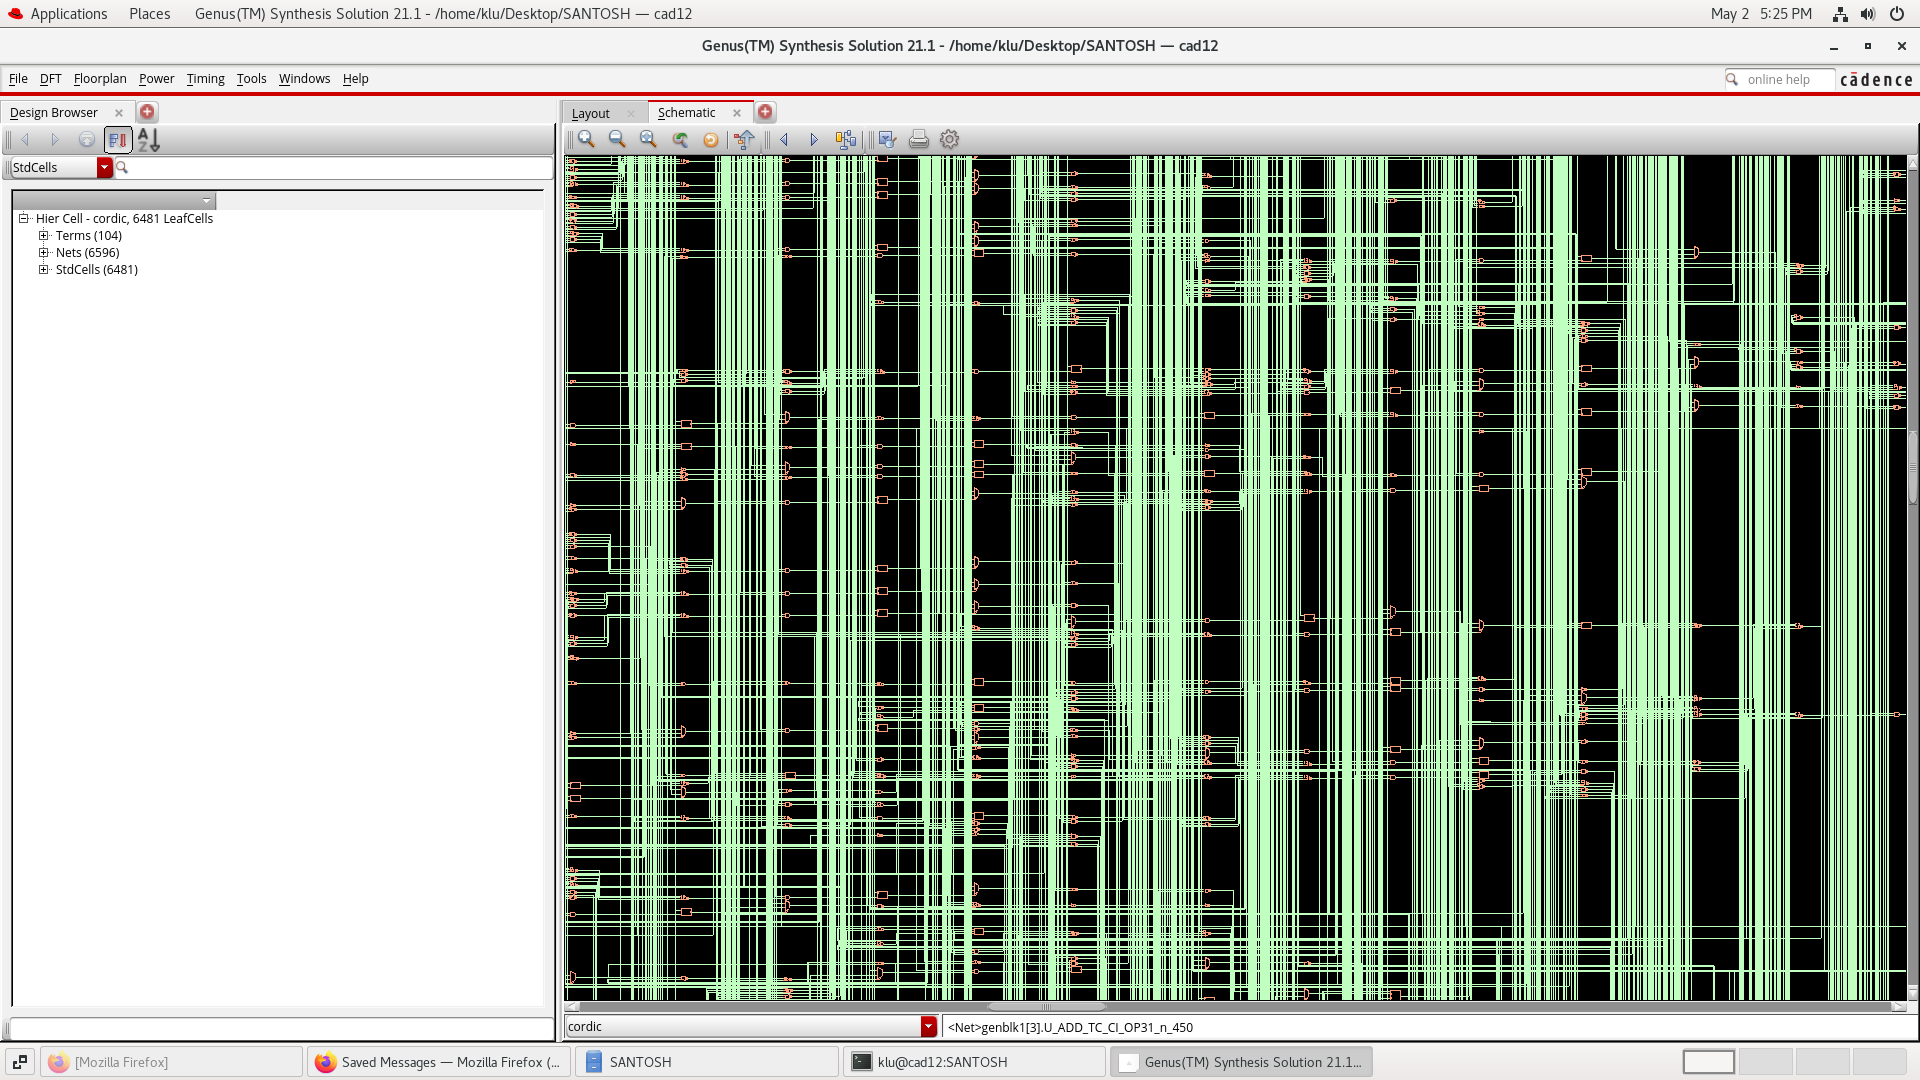 Applications Places Genus(TM) Synthesis Solution 21.1 - /home/klu/Desktop/SANTOSH — cad12 May 2 5:25 PM
Genus(TM) Synthesis Solution 21.1 - /home/klu/Desktop/SANTOSH — cad12
File DFT Floorplan Power Timing Tools Windows Help online help cādence
Design Browser Layout Schematic
StdCells
Hier Cell - cordic, 6481 LeafCells
Terms (104)
Nets (6596)
StdCells (6481)
cordic <Net>genblk1[3].U_ADD_TC_CI_OP31_n_450
[Mozilla Firefox] Saved Messages — Mozilla Firefox (... SANTOSH klu@cad12:SANTOSH Genus(TM) Synthesis Solution 21.1...